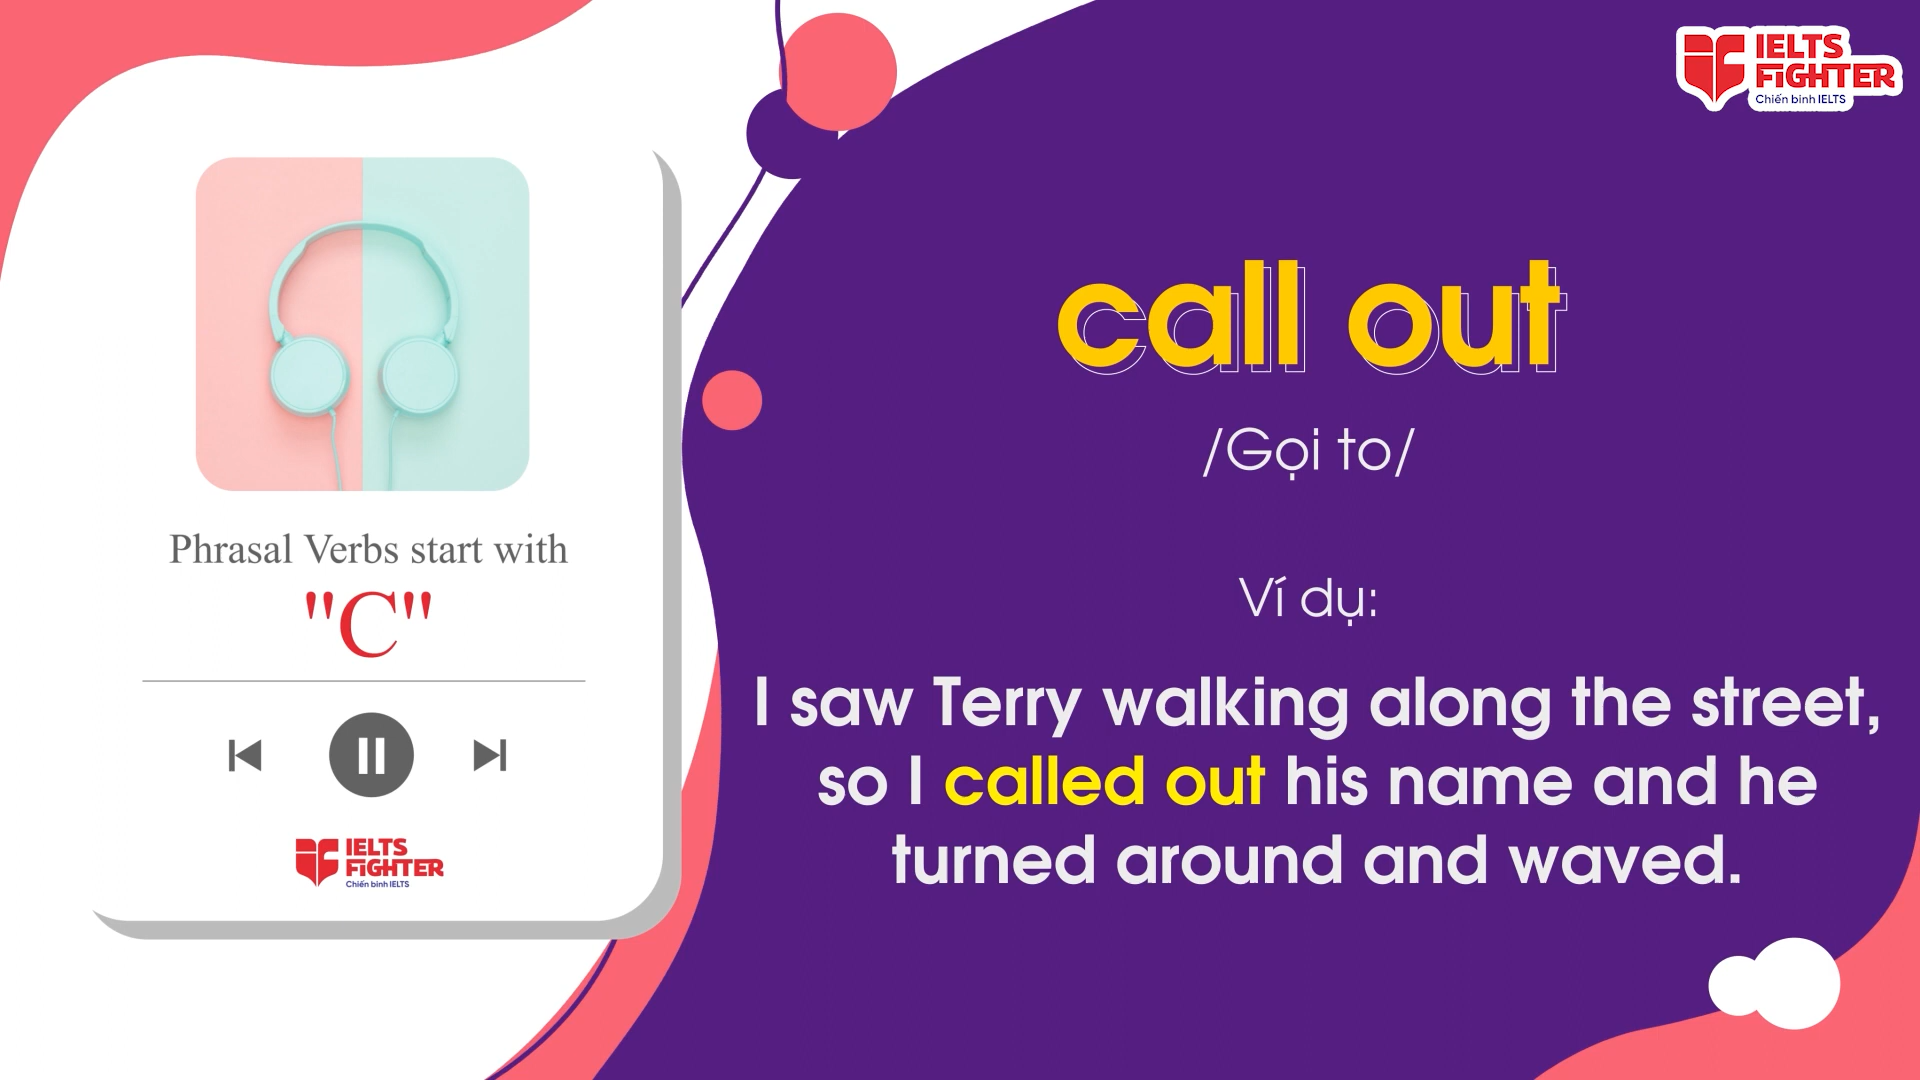 IELTS
FIGHTER
Chiến binh IELTS
Phrasal Verbs start with
"C"
IELTS
FIGHTER
Chiến binh IELTS
call out
/Gọi to/
Ví dụ:
I saw Terry walking along the street,
so I called out his name and he
turned around and waved.